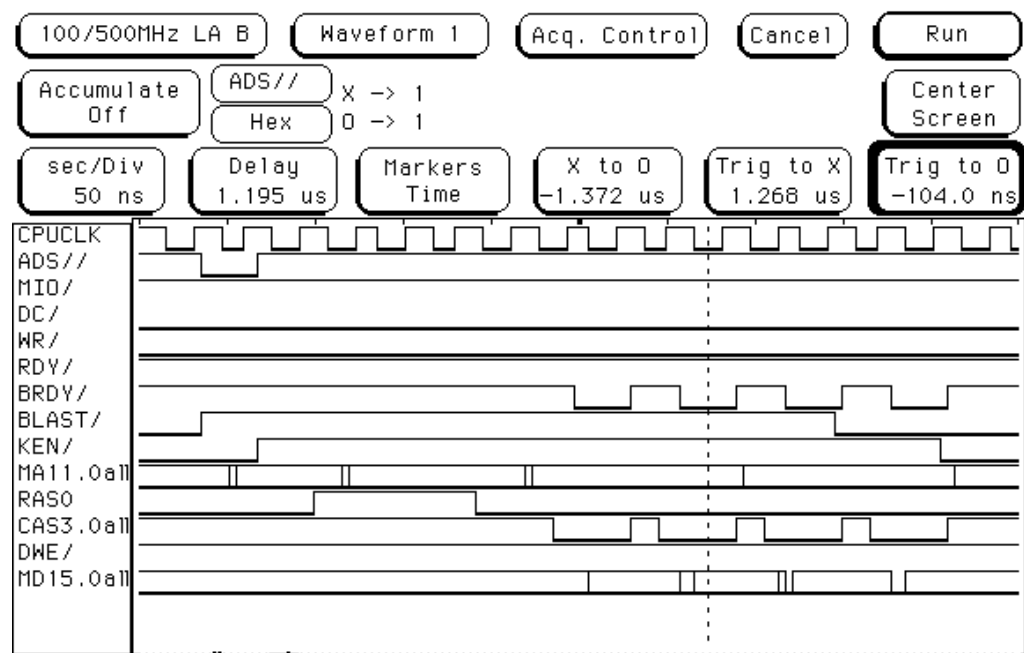 100/500MHz LA B Waveform 1 Acq. Control Cancel Run
Accumulate Off
ADS// X -> 1
Hex O -> 1
Center Screen
sec/Div 50 ns
Delay 1.195 us
Markers Time
X to O -1.372 us
Trig to X 1.268 us
Trig to O -104.0 ns
CPUCLK
ADS//
MIO/
DC/
WR/
RDY/
BRDY/
BLAST/
KEN/
MA11.0all
RAS0
CAS3.0all
DWE/
MD15.0all